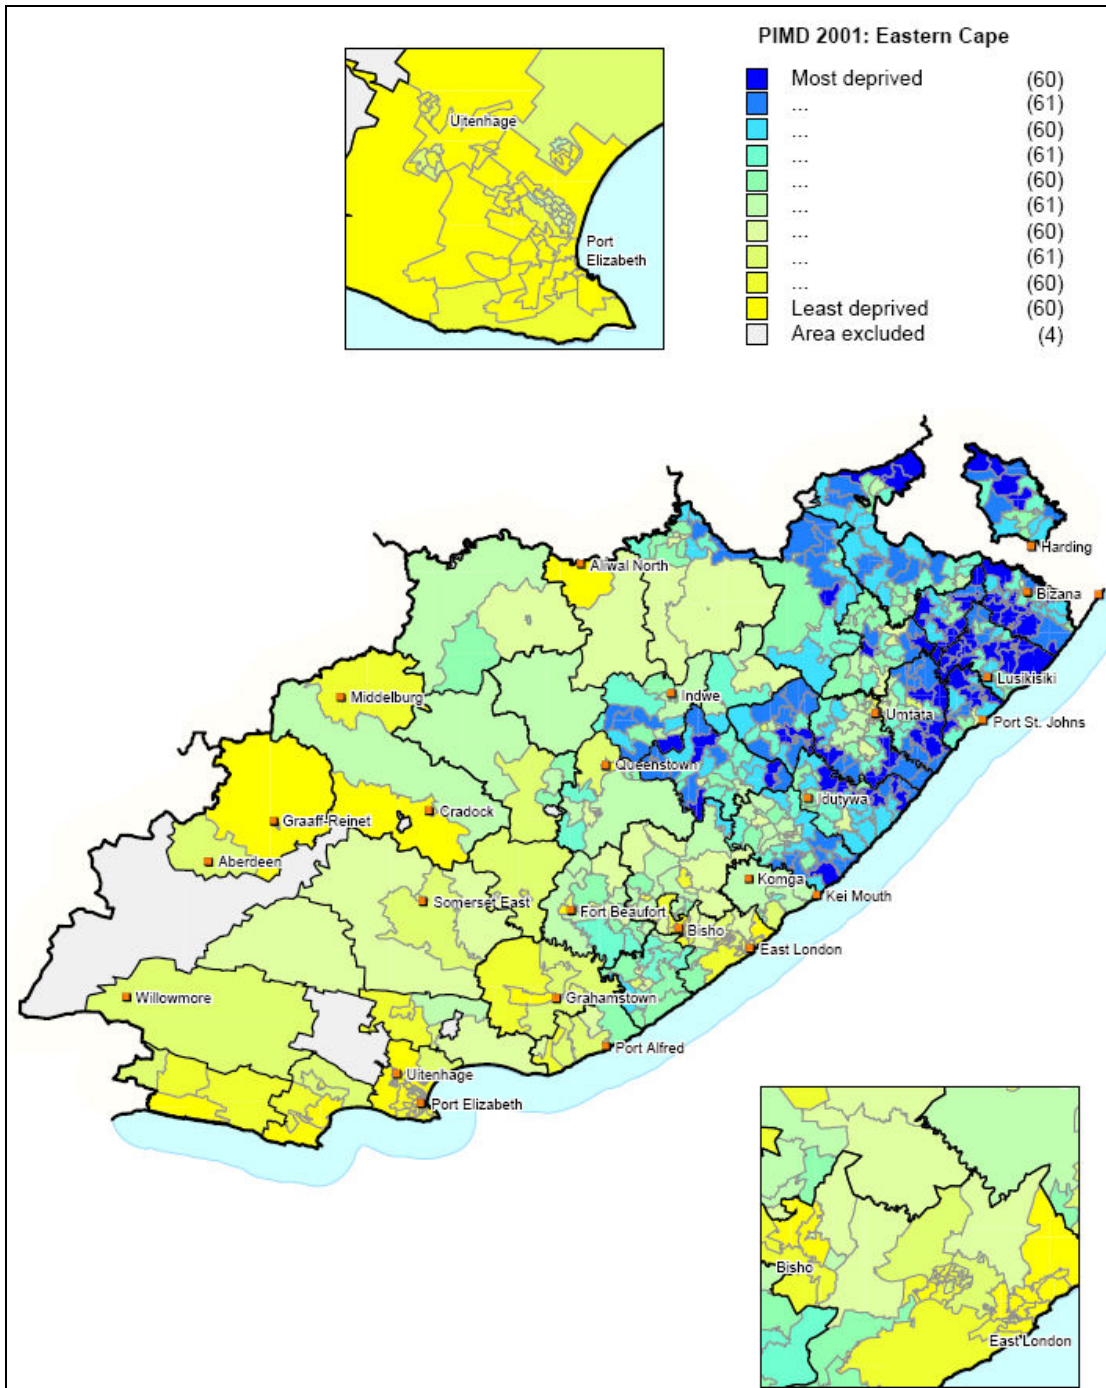 PIMD 2001: Eastern Cape
Most deprived (60)
... (61)
... (60)
... (61)
... (60)
... (61)
... (60)
... (61)
... (60)
Least deprived (60)
Area excluded (4)
Uitenhage
Port
Elizabeth
Harding
Aliwal North
Bizana
Lusikisiki
Middelburg
Indwe
Umtata
Port St. Johns
Queenstown
Idutywa
Graaff-Reinet
Cradock
Aberdeen
Komga
Kei Mouth
Somerset East
Fort Beaufort
Bisho
East London
Willowmore
Grahamstown
Port Alfred
Uitenhage
Port Elizabeth
Bisho
East London